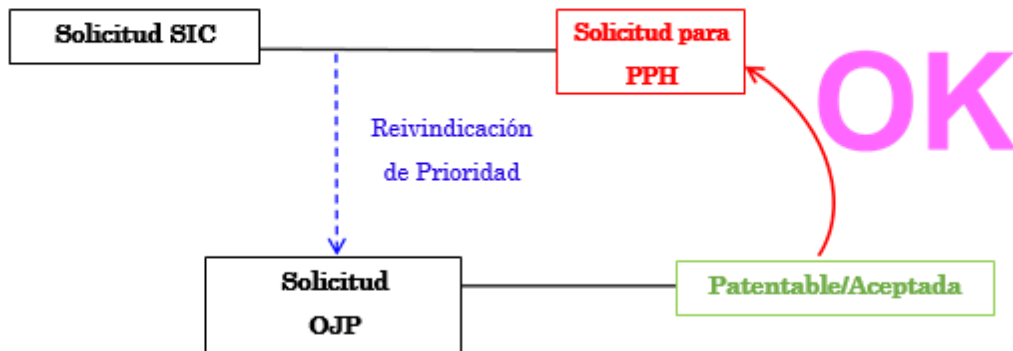 Solicitud SIC
Solicitud para
PPH
OK
Reivindicación
de Prioridad
Solicitud
OJP
Patentable/Aceptada